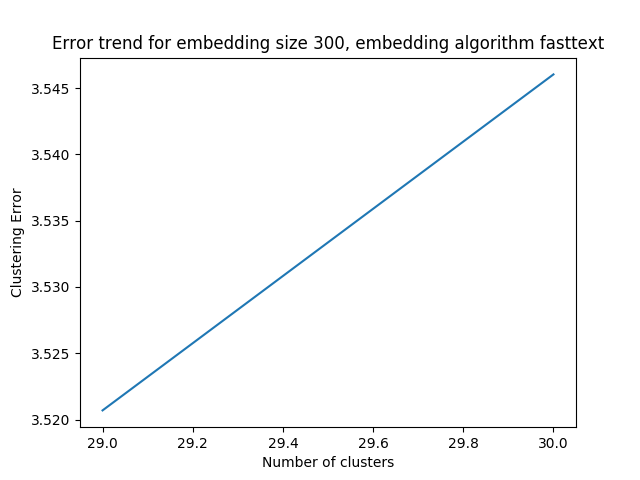 Error trend for embedding size 300, embedding algorithm fasttext
3.545
3.540
3.535
3.530
3.525
3.520
Clustering Error
29.0 29.2 29.4 29.6 29.8 30.0
Number of clusters